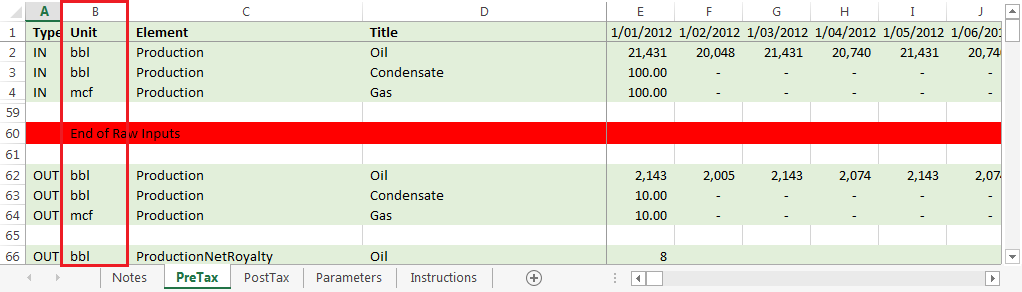 A B C D E F G H I J
1 Type Unit Element Title 1/01/2012 1/02/2012 1/03/2012 1/04/2012 1/05/2012 1/06/201
2 IN bbl Production Oil 21,431 20,048 21,431 20,740 21,431 20,74
3 IN bbl Production Condensate 100.00 - - - - -
4 IN mcf Production Gas 100.00 - - - - -
59
60 End of Raw Inputs
61
62 OUT bbl Production Oil 2,143 2,005 2,143 2,074 2,143 2,07
63 OUT bbl Production Condensate 10.00 - - - - -
64 OUT mcf Production Gas 10.00 - - - - -
65
66 OUT bbl ProductionNetRoyalty Oil 8
Notes PreTax PostTax Parameters Instructions